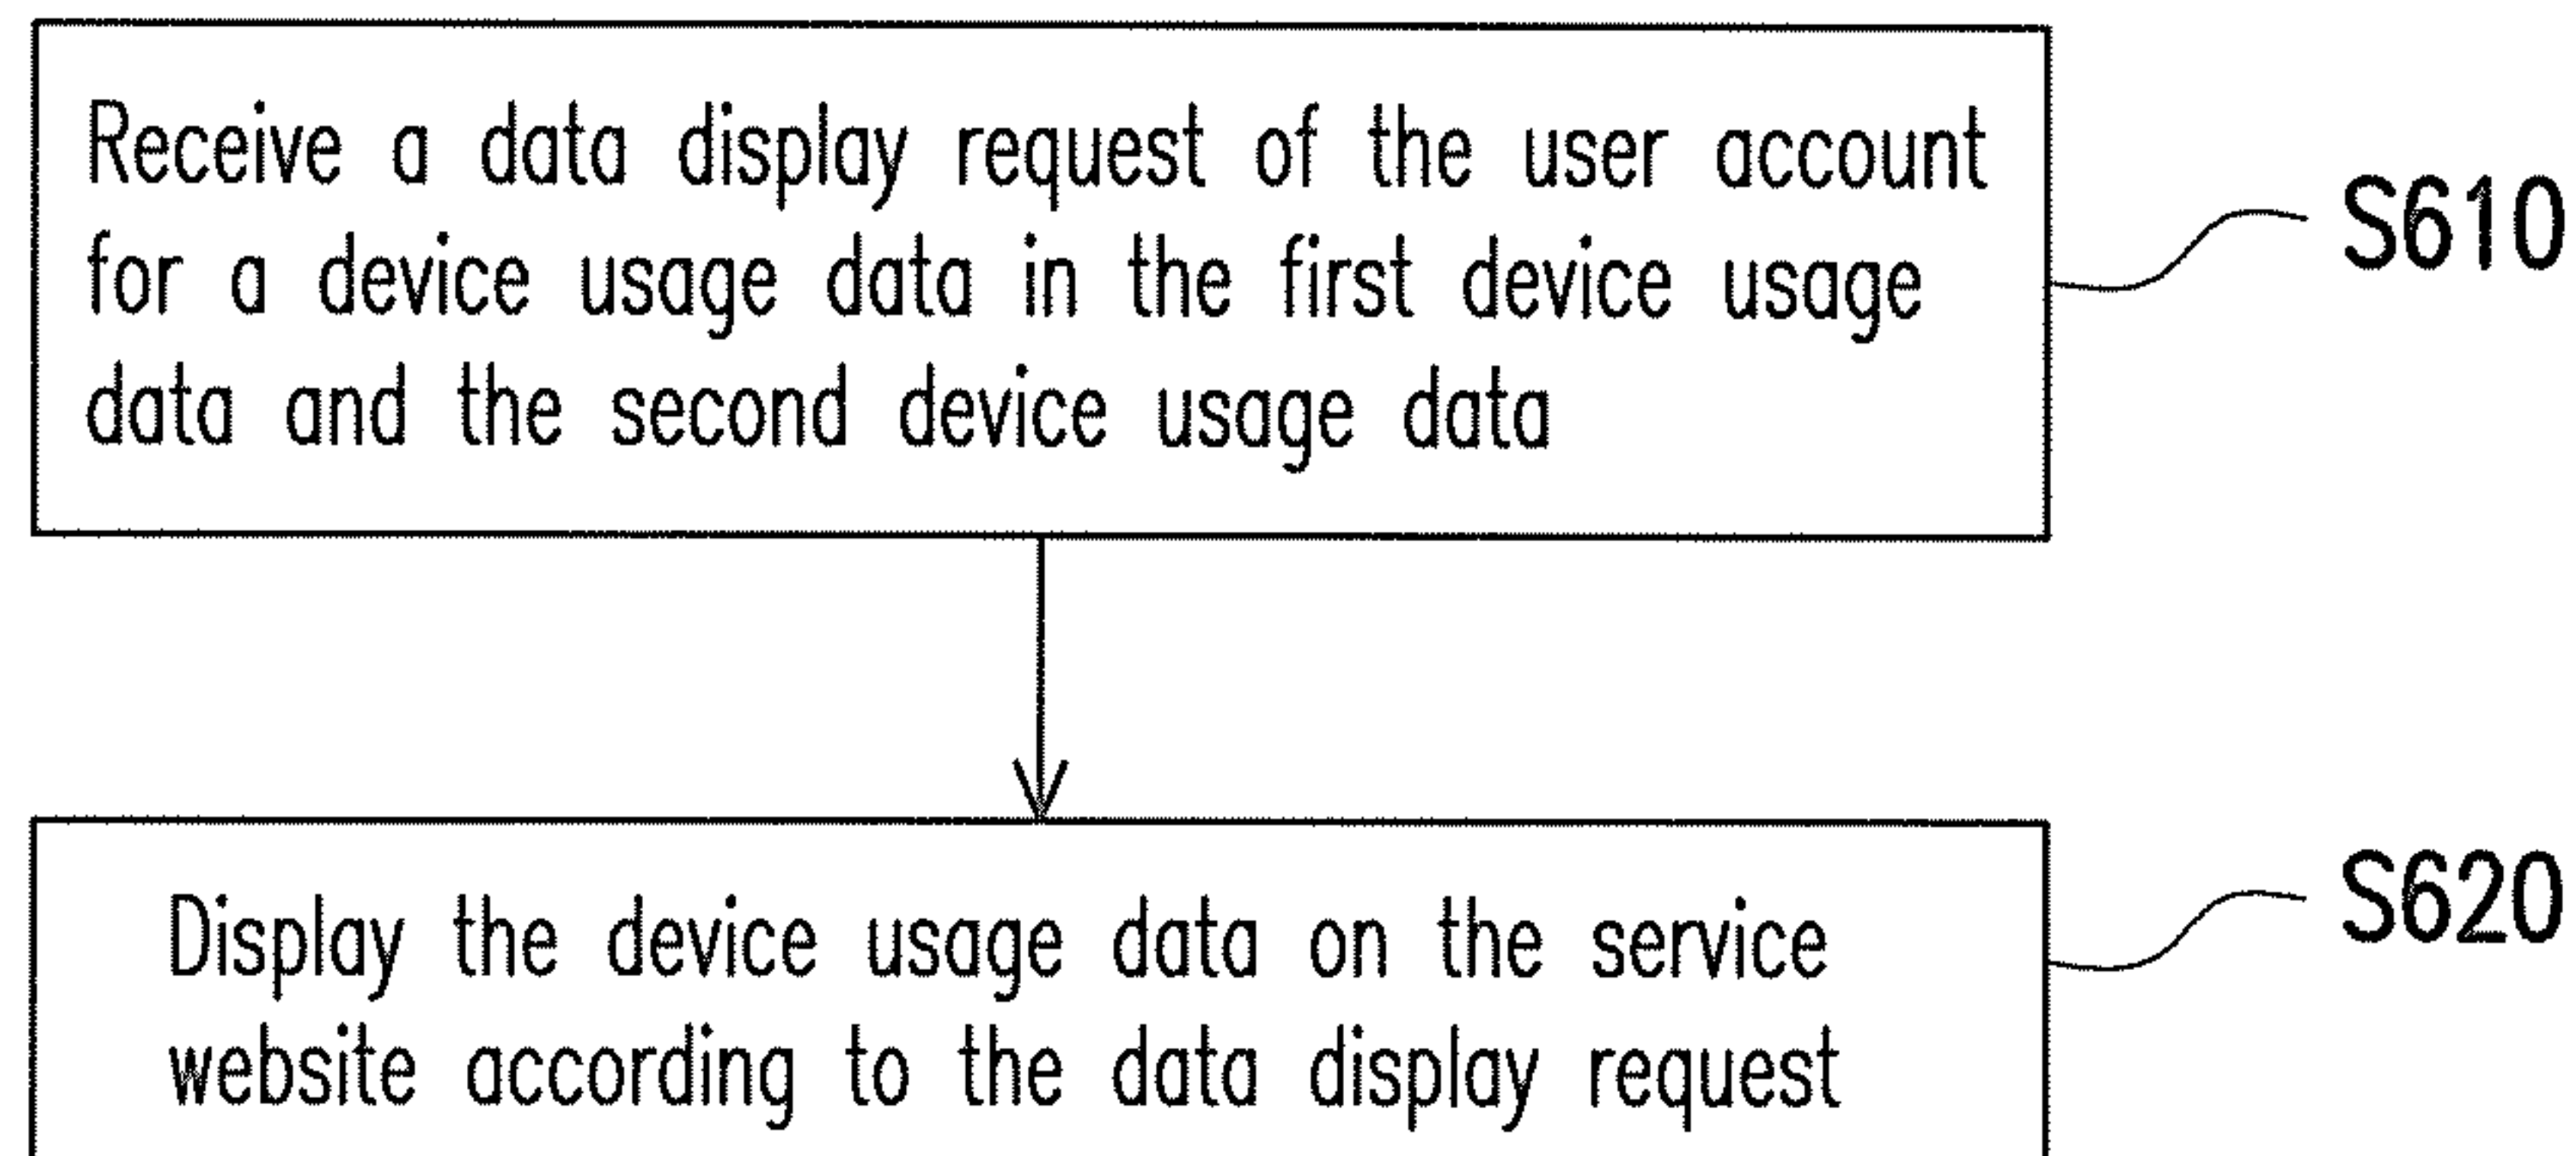 Receive a data display request of the user account
for a device usage data in the first device usage
data and the second device usage data
S610
Display the device usage data on the service
website according to the data display request
S620